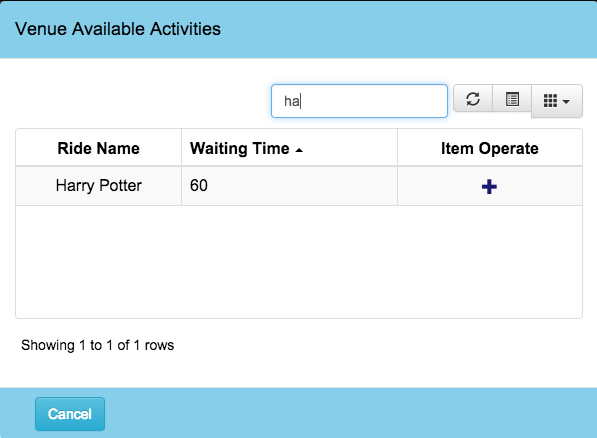 Venue Available Activities
ha
Ride Name Waiting Time Item Operate
Harry Potter 60
Showing 1 to 1 of 1 rows
Cancel